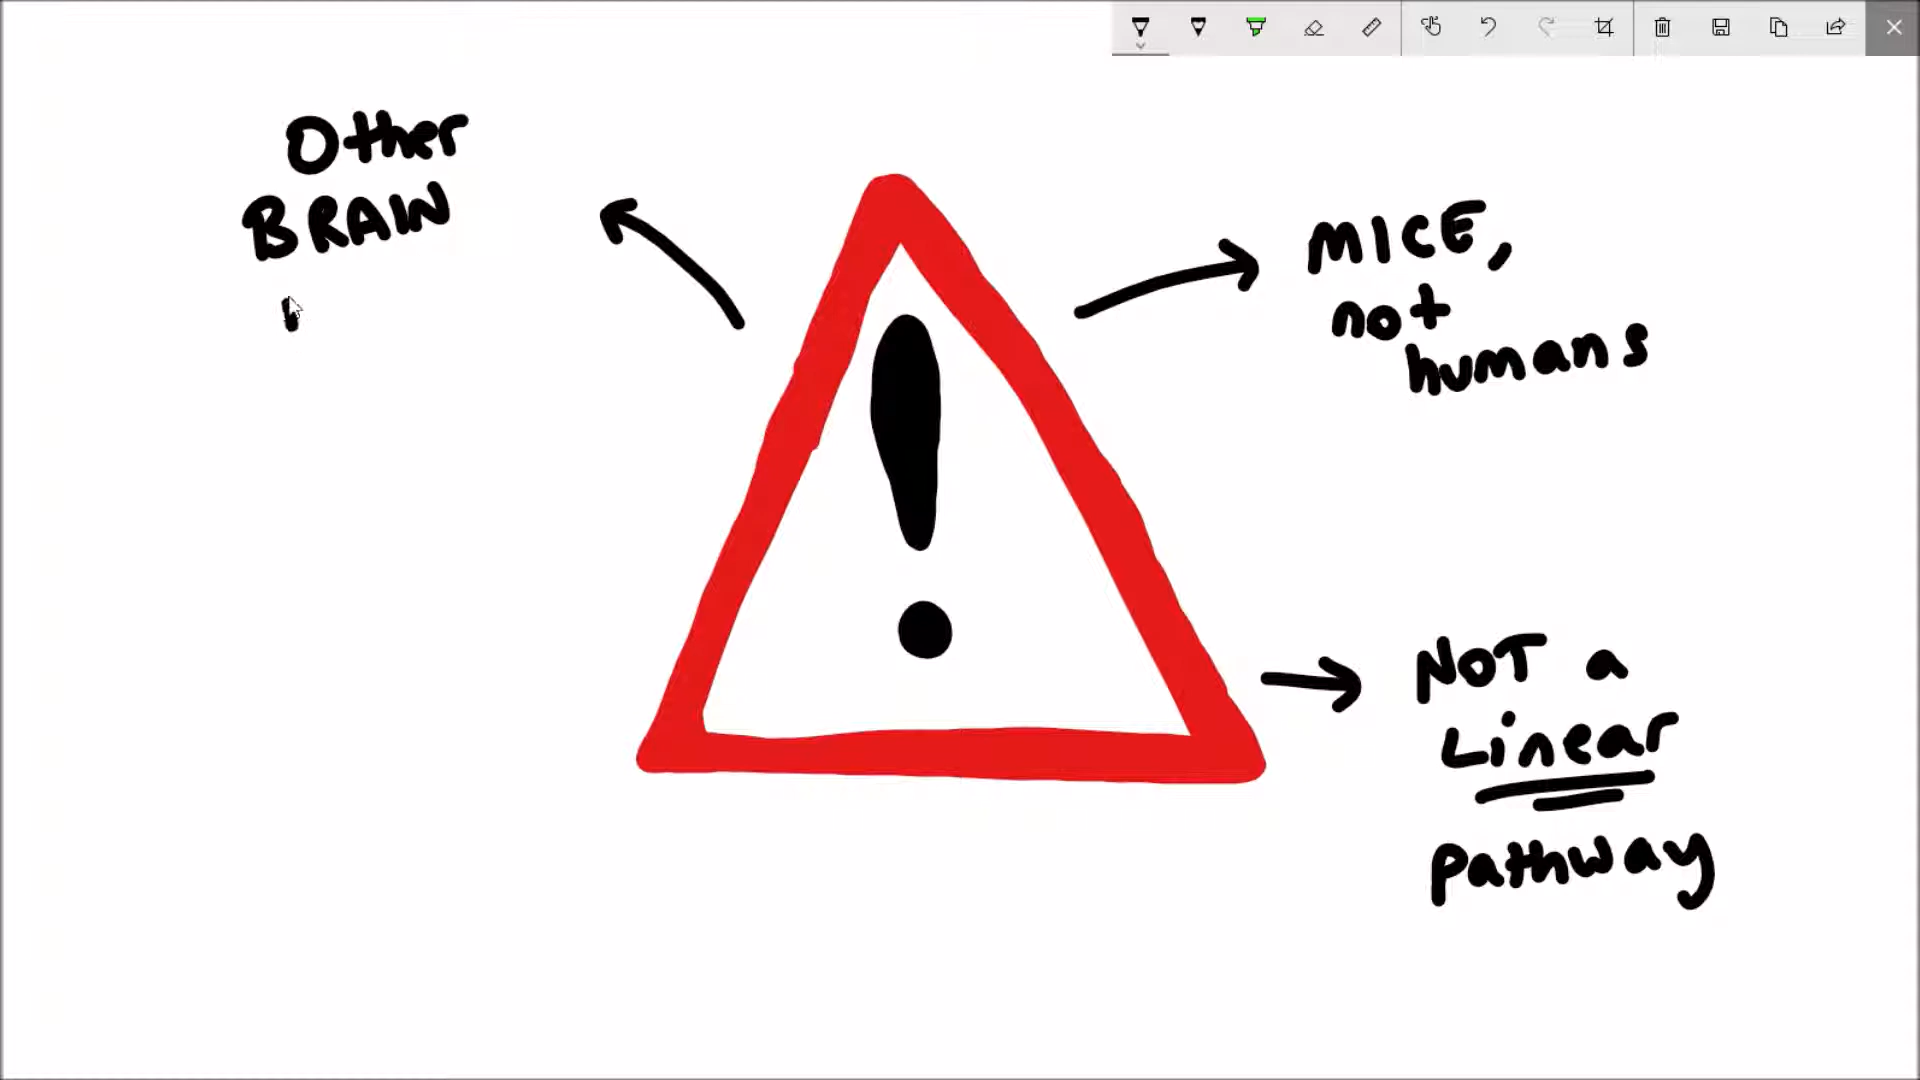 Other
BRAIN
MICE,
not
humans
NOT a
Linear
pathway